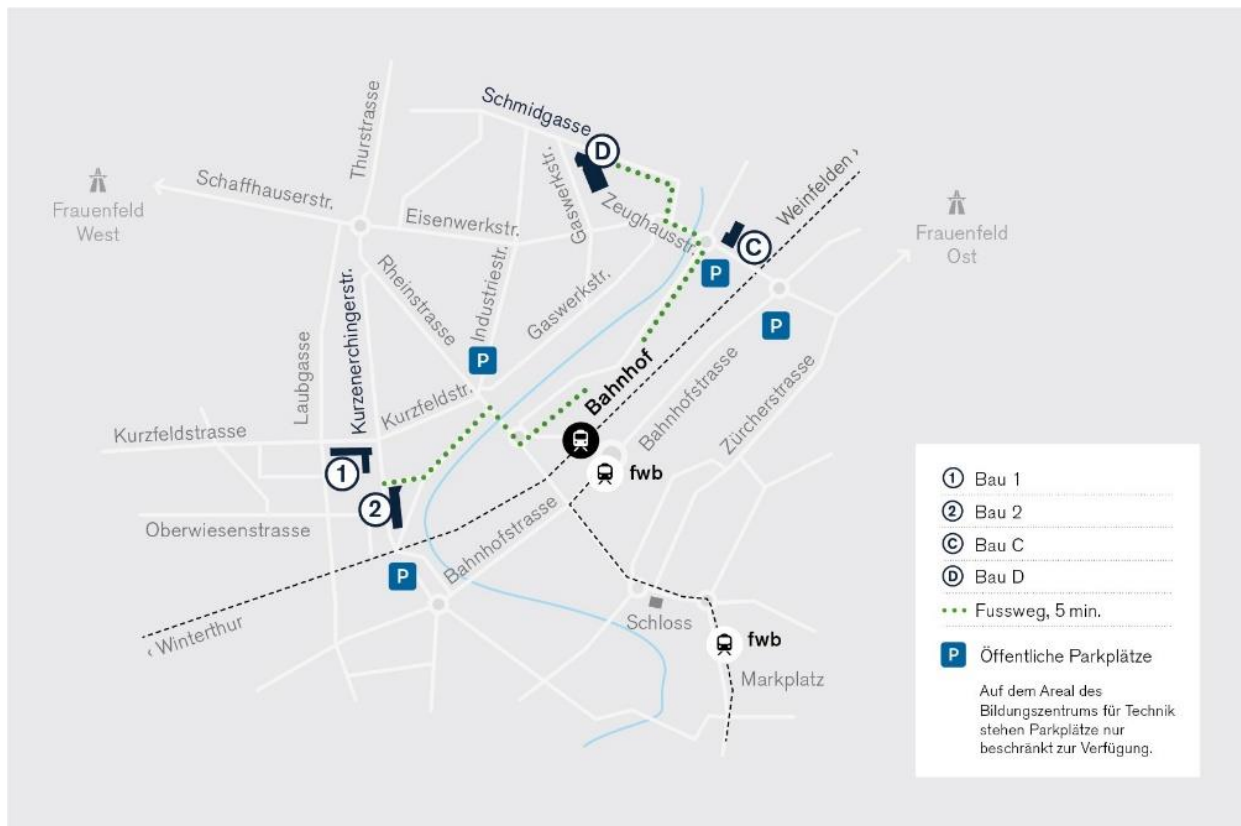 Schmidgasse
D
Thurstrasse
Weinfelden ›
Frauenfeld
West
Schaffhauserstr.
Gaswerkstr.
Zeughausstr.
Eisenwerkstr.
C
Frauenfeld
Ost
P
Rheinstrasse
Industriestr.
Gaswerkstr.
P
Kurzenerchingerstr.
Laubgasse
P
Bahnhof
Bahnhofstrasse
Zürcherstrasse
Kurzfeldstr.
Kurzfeldstrasse
1
fwb
2
Oberwiesenstrasse
Bahnhofstrasse
P
Schloss
‹ Winterthur
fwb
Markplatz
1 Bau 1
2 Bau 2
C Bau C
D Bau D
Fussweg, 5 min.
P Öffentliche Parkplätze
Auf dem Areal des
Bildungszentrums für Technik
stehen Parkplätze nur
beschränkt zur Verfügung.